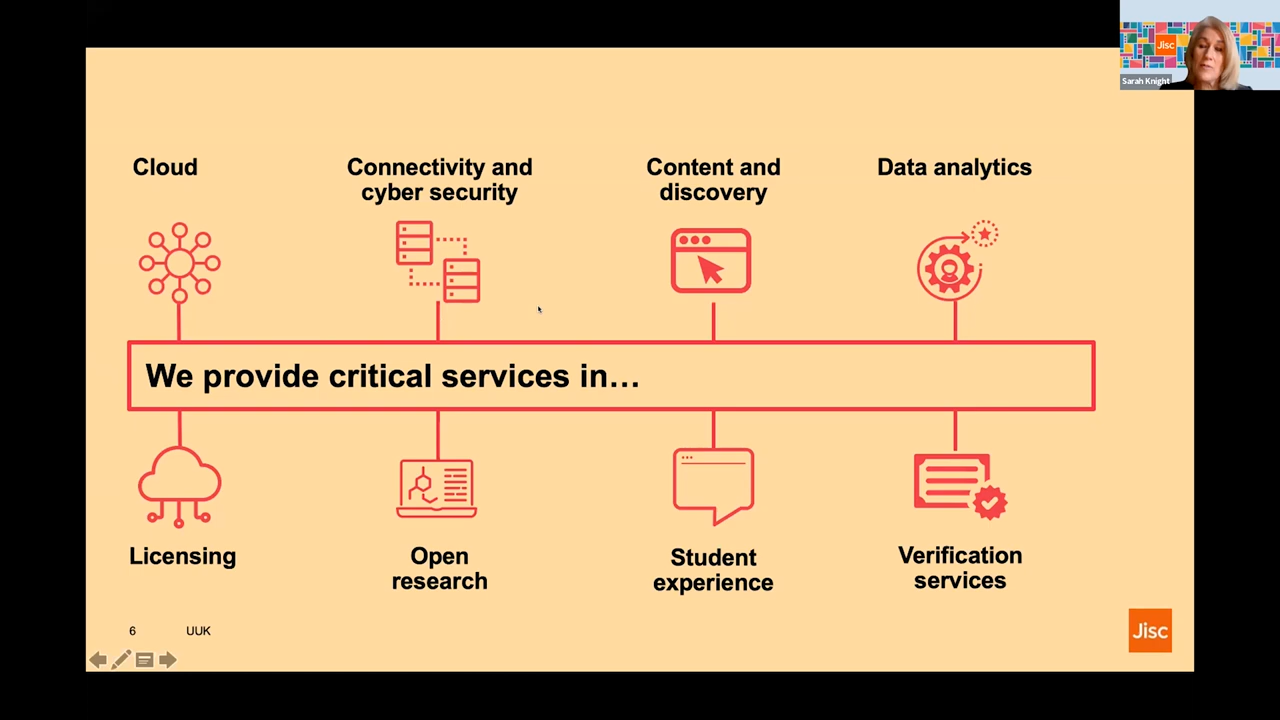 Jisc
Sarah Knight
Cloud
Connectivity and
cyber security
Content and
discovery
Data analytics
We provide critical services in…
Licensing
Open
research
Student
experience
Verification
services
6
UUK
Jisc